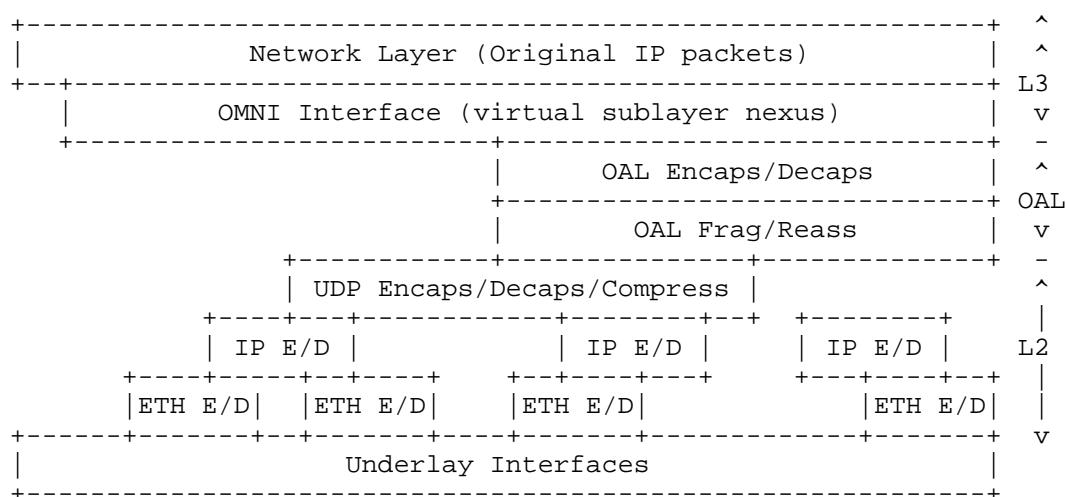 +------------------------------------------------------------+  ^
|              Network Layer (Original IP packets)           |  ^
+--+---------------------------------------------------------+ L3
   |         OMNI Interface (virtual sublayer nexus)         |  v
   +--------------------------+------------------------------+  -
                              |      OAL Encaps/Decaps       |  ^
                              +------------------------------+ OAL
                              |        OAL Frag/Reass        |  v
                 +------------+---------------+--------------+  -
                 | UDP Encaps/Decaps/Compress |                 ^
            +----+---+------------+--------+--+  +--------+     |
            | IP E/D |            | IP E/D |     | IP E/D |    L2
       +----+-----+--+----+    +--+----+---+     +---+----+--+  |
       |ETH E/D|  |ETH E/D|    |ETH E/D|             |ETH E/D|  |
+------+-------+--+-------+----+-------+-------------+-------+  v
|                    Underlay Interfaces                     |
+------------------------------------------------------------+